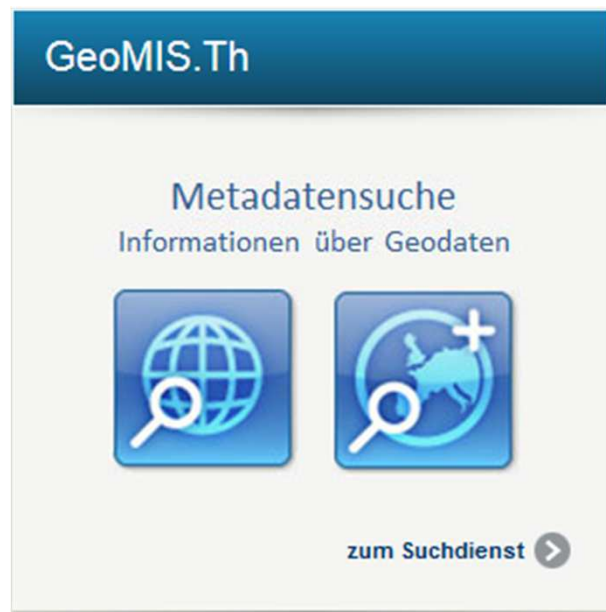 GeoMIS.Th
Metadatensuche
Informationen über Geodaten
zum Suchdienst